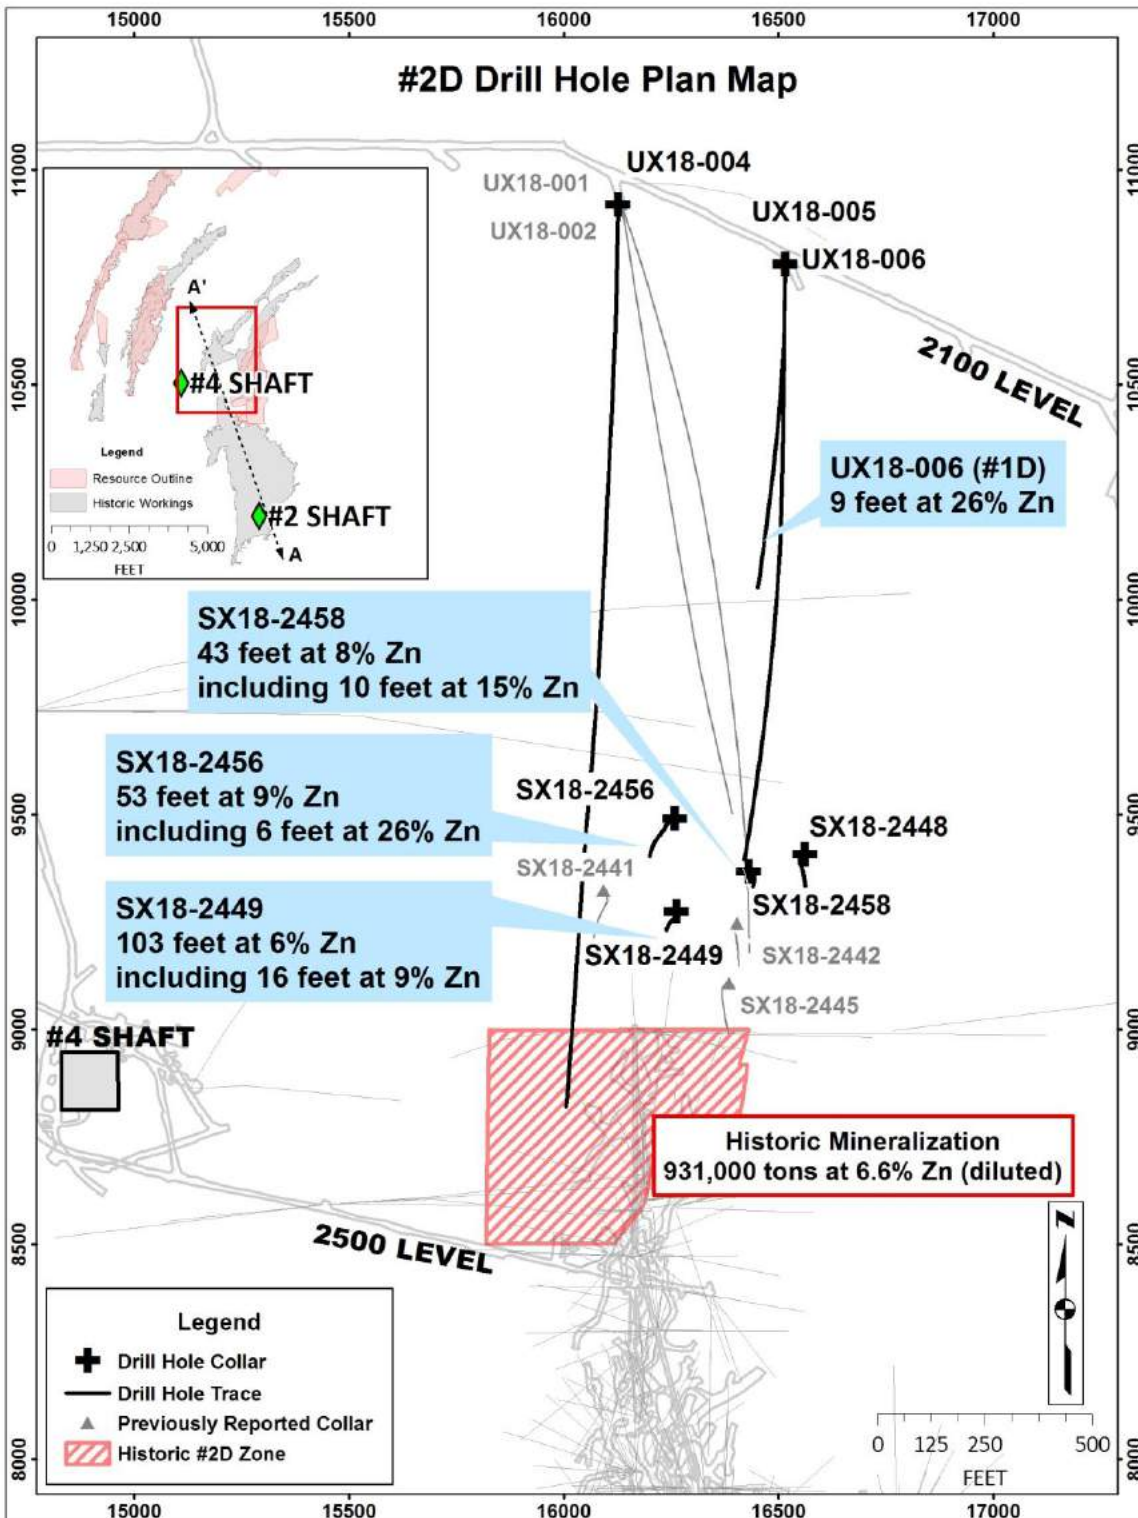 15000 15500 16000 16500 17000
#2D Drill Hole Plan Map
11000
10500
10000
9500
9000
8500
8000
11000
10500
10000
9500
9000
8500
8000
UX18-001
UX18-002
UX18-004
UX18-005
UX18-006
2100 LEVEL
A'
#4 SHAFT
Legend
Resource Outline
Historic Workings
0 1,250 2,500 5,000
FEET
#2 SHAFT
A
UX18-006 (#1D)
9 feet at 26% Zn
SX18-2458
43 feet at 8% Zn
including 10 feet at 15% Zn
SX18-2456
53 feet at 9% Zn
including 6 feet at 26% Zn
SX18-2456
SX18-2448
SX18-2441
SX18-2458
SX18-2449
103 feet at 6% Zn
including 16 feet at 9% Zn
SX18-2449
SX18-2442
SX18-2445
#4 SHAFT
Historic Mineralization
931,000 tons at 6.6% Zn (diluted)
2500 LEVEL
N
Legend
Drill Hole Collar
Drill Hole Trace
Previously Reported Collar
Historic #2D Zone
0 125 250 500
FEET
15000 15500 16000 16500 17000